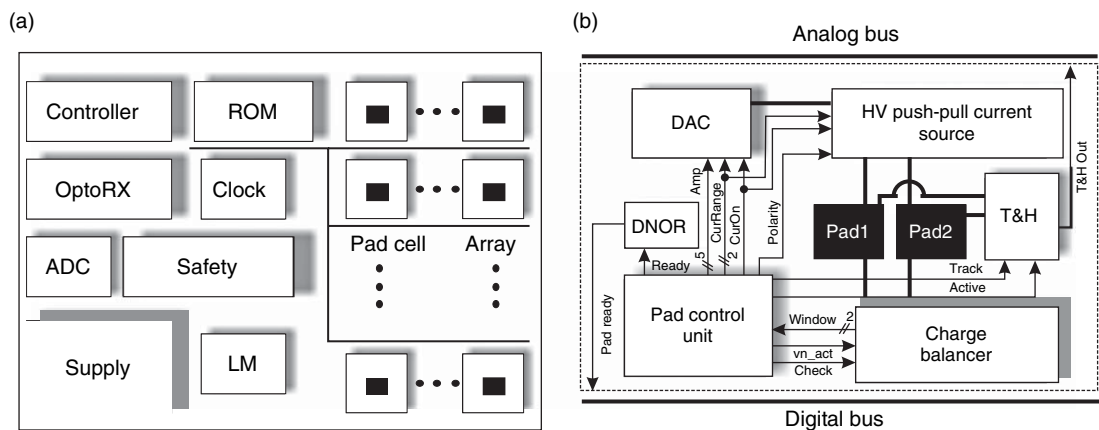 (a)
Controller
ROM
OptoRX
Clock
ADC
Safety
Pad cell
Array
Supply
LM
(b)
Analog bus
DAC
HV push-pull current
source
T&H Out
Amp
5
CurRange
2
CurOn
Polarity
DNOR
Pad1
Pad2
T&H
Ready
Track
Active
Pad ready
Pad control
unit
Window
2
vn_act
Check
Charge
balancer
Digital bus